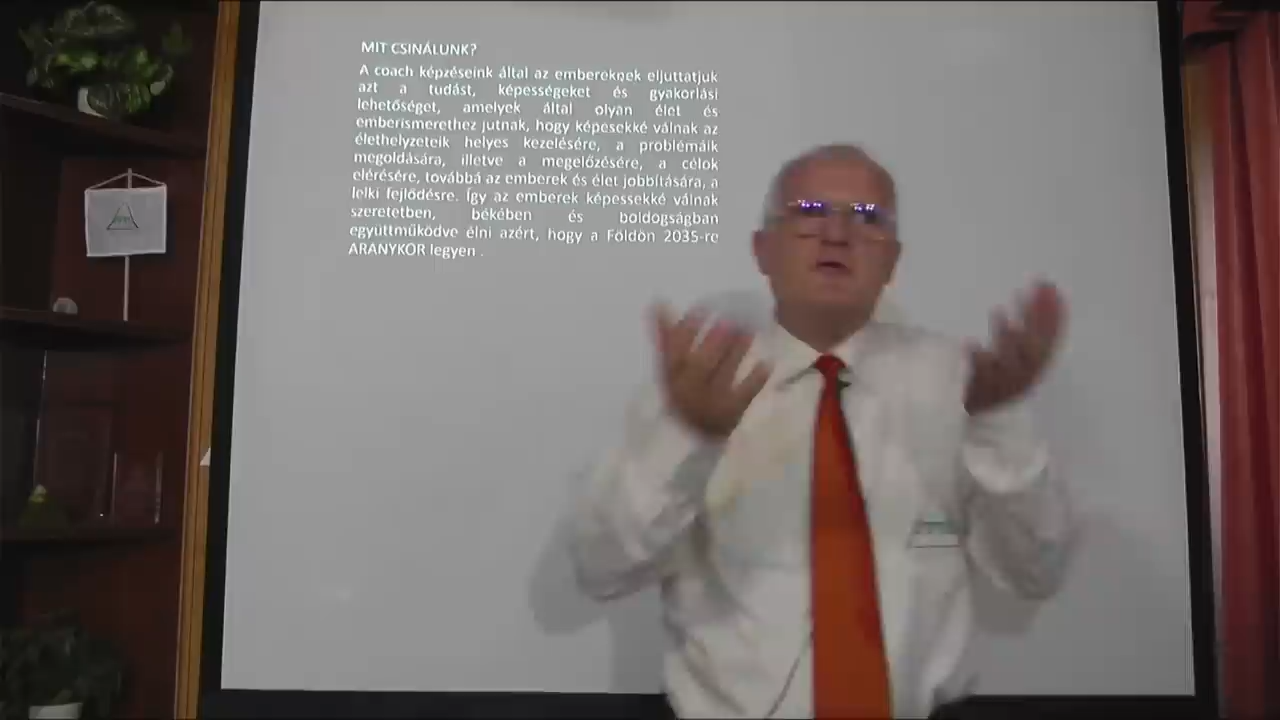 MIT CSINÁLUNK?
A coach képzéseink által az embereknek eljuttatjuk
azt a tudást, képességeket és gyakorlási
lehetőséget, amelyek által olyan élet és
emberismerethez jutnak, hogy képesekké válnak az
élethelyzeteik helyes kezelésére, a problémáik
megoldására, illetve a megelőzésére, a célok
elérésére, továbbá az emberek és élet jobbítására, a
lelki fejlődésre. Így az emberek képessekké válnak
szeretetben, békében és boldogságban
együttműködve élni azért, hogy a Földön 2035-re
ARANYKOR legyen .